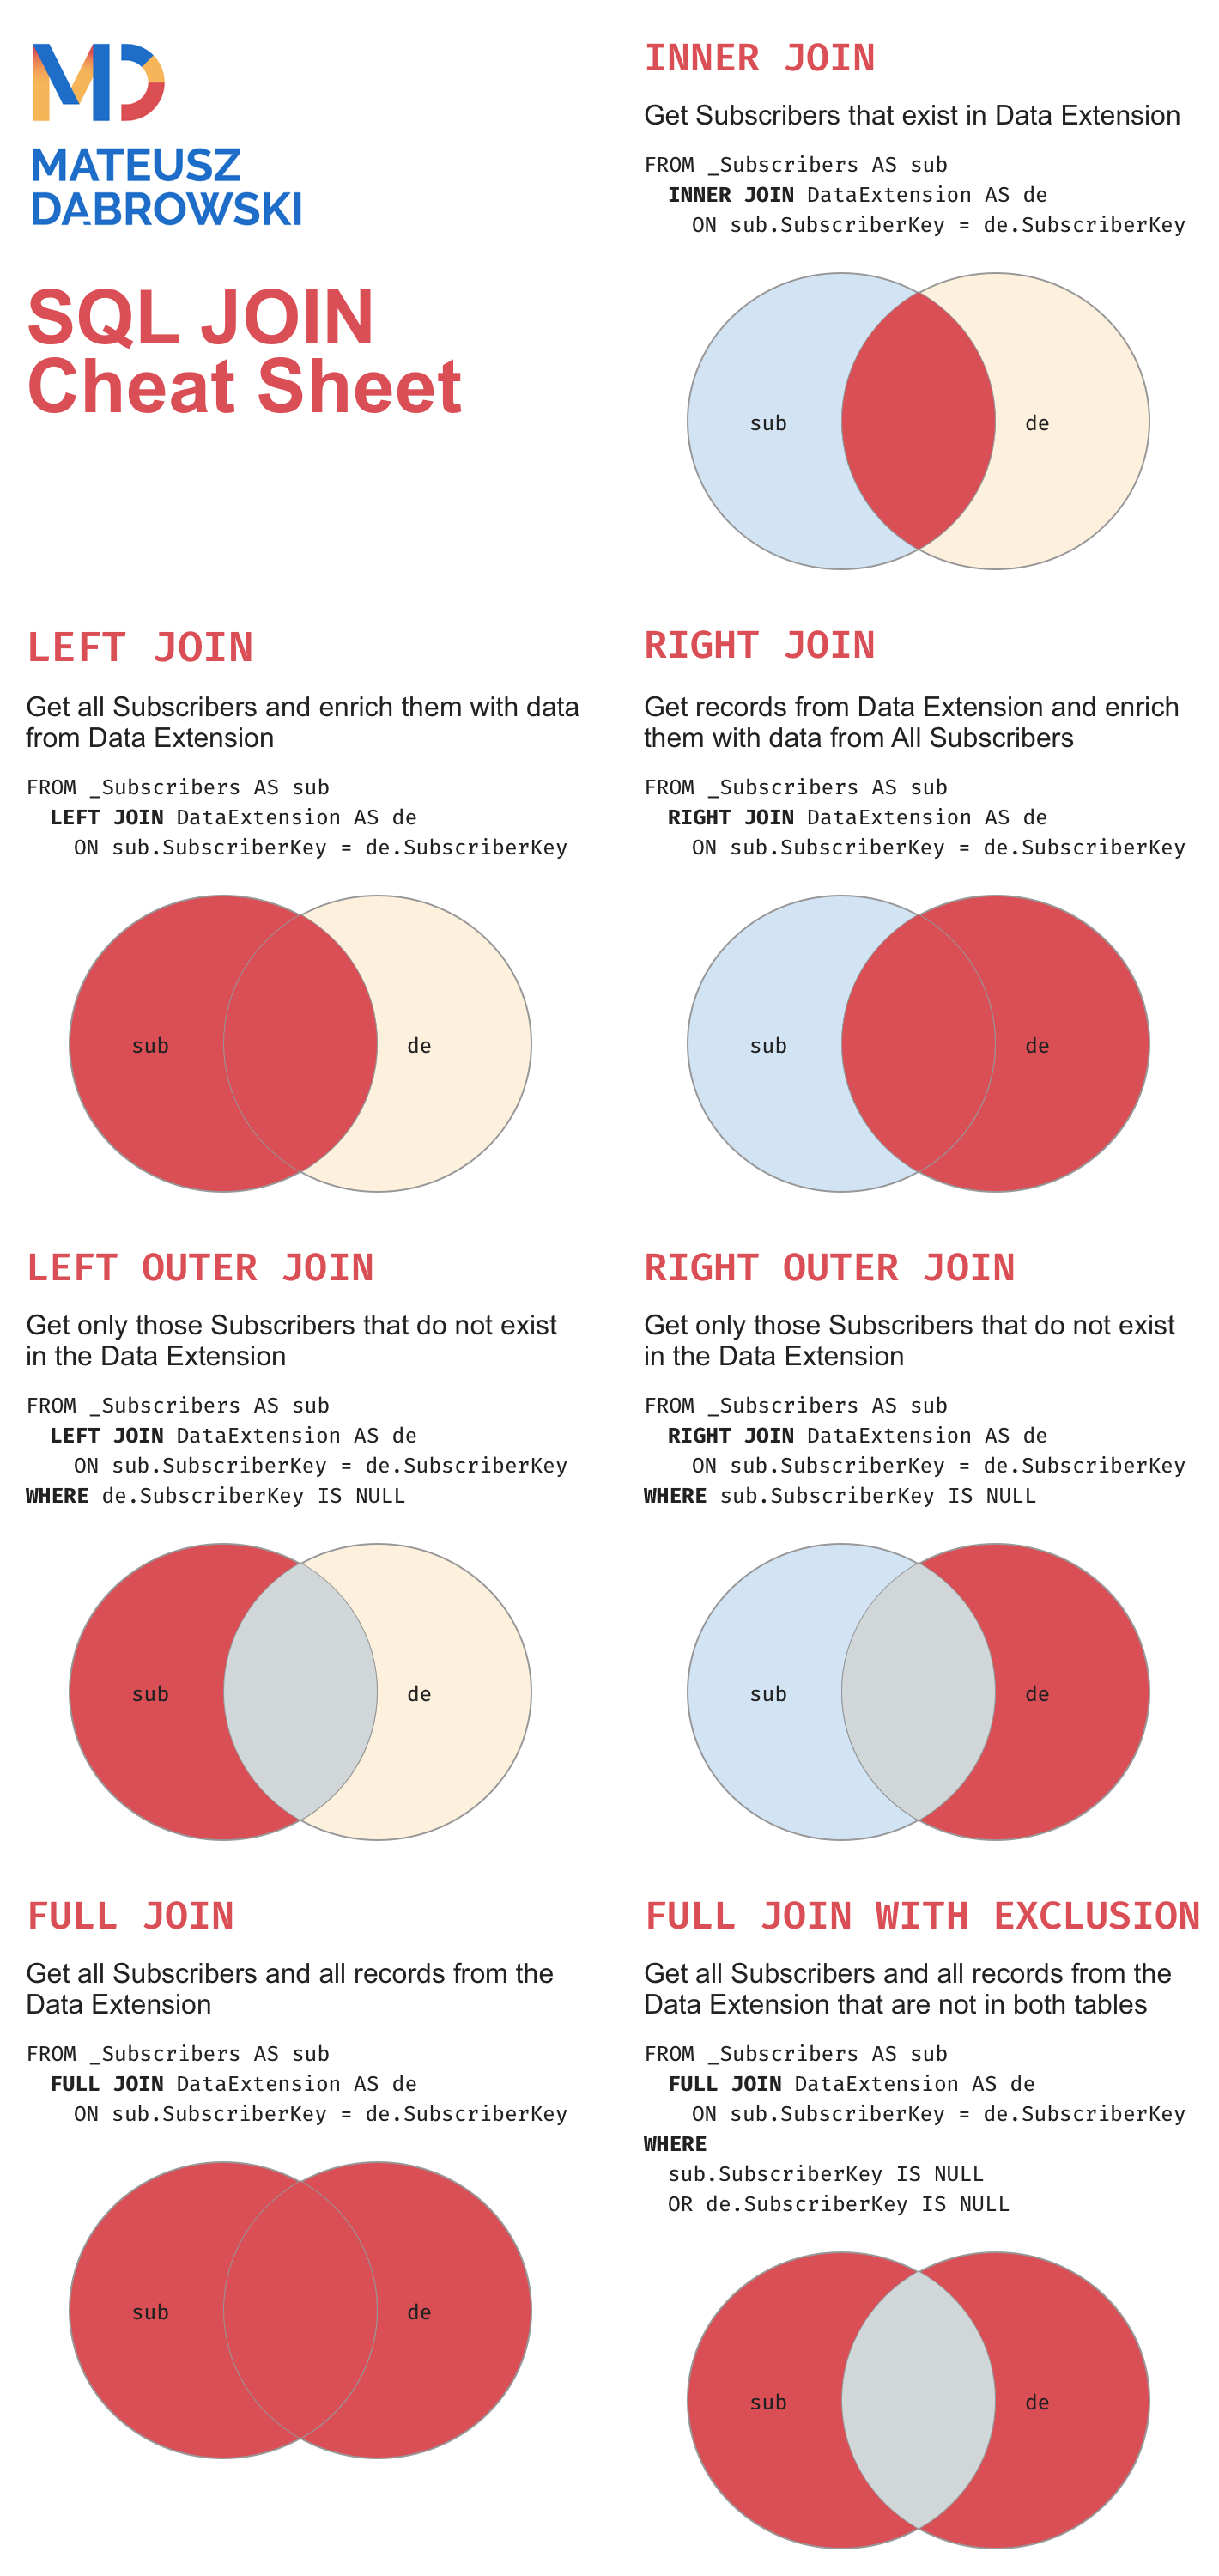 MD
MATEUSZ
DĄBROWSKI
SQL JOIN
Cheat Sheet
INNER JOIN
Get Subscribers that exist in Data Extension
FROM _Subscribers AS sub
INNER JOIN DataExtension AS de
ON sub.SubscriberKey = de.SubscriberKey
sub
de
LEFT JOIN
Get all Subscribers and enrich them with data
from Data Extension
FROM _Subscribers AS sub
LEFT JOIN DataExtension AS de
ON sub.SubscriberKey = de.SubscriberKey
sub
de
RIGHT JOIN
Get records from Data Extension and enrich
them with data from All Subscribers
FROM _Subscribers AS sub
RIGHT JOIN DataExtension AS de
ON sub.SubscriberKey = de.SubscriberKey
sub
de
LEFT OUTER JOIN
Get only those Subscribers that do not exist
in the Data Extension
FROM _Subscribers AS sub
LEFT JOIN DataExtension AS de
ON sub.SubscriberKey = de.SubscriberKey
WHERE de.SubscriberKey IS NULL
sub
de
RIGHT OUTER JOIN
Get only those Subscribers that do not exist
in the Data Extension
FROM _Subscribers AS sub
RIGHT JOIN DataExtension AS de
ON sub.SubscriberKey = de.SubscriberKey
WHERE sub.SubscriberKey IS NULL
sub
de
FULL JOIN
Get all Subscribers and all records from the
Data Extension
FROM _Subscribers AS sub
FULL JOIN DataExtension AS de
ON sub.SubscriberKey = de.SubscriberKey
sub
de
FULL JOIN WITH EXCLUSION
Get all Subscribers and all records from the
Data Extension that are not in both tables
FROM _Subscribers AS sub
FULL JOIN DataExtension AS de
ON sub.SubscriberKey = de.SubscriberKey
WHERE
sub.SubscriberKey IS NULL
OR de.SubscriberKey IS NULL
sub
de